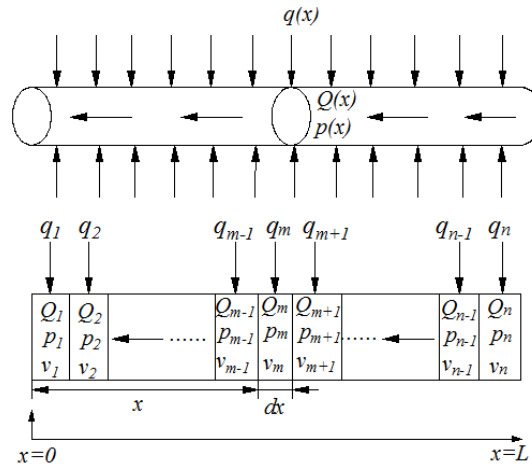 q(x)
Q(x)
p(x)
q₁ q₂ qₘ₋₁ qₘ qₘ₊₁ qₙ₋₁ qₙ
Q₁ Q₂ Qₘ₋₁ Qₘ Qₘ₊₁ Qₙ₋₁ Qₙ
p₁ p₂ ...... pₘ₋₁ pₘ pₘ₊₁ ...... pₙ₋₁ pₙ
v₁ v₂ vₘ₋₁ vₘ vₘ₊₁ vₙ₋₁ vₙ
x dx
x=0 x=L